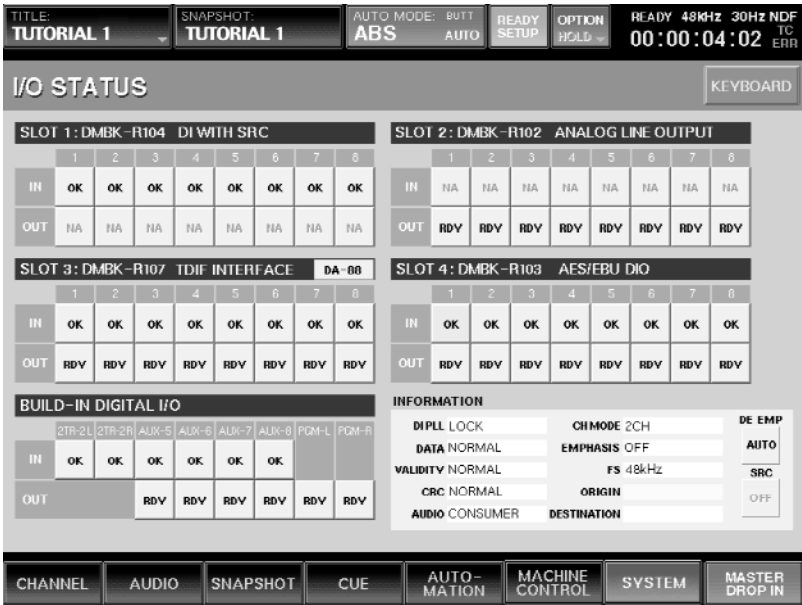 TITLE: SNAPSHOT: AUTO MODE: BUTT READY OPTION READY 48kHz 30Hz NDF
TUTORIAL 1 TUTORIAL 1 ABS AUTO SETUP HOLD 00:00:04:02 TC ERR
I/O STATUS KEYBOARD
SLOT 1: DMBK-R104 DI WITH SRC
1 2 3 4 5 6 7 8
IN OK OK OK OK OK OK OK OK
OUT NA NA NA NA NA NA NA NA
SLOT 2: DMBK-R102 ANALOG LINE OUTPUT
1 2 3 4 5 6 7 8
IN NA NA NA NA NA NA NA NA
OUT RDY RDY RDY RDY RDY RDY RDY RDY
SLOT 3: DMBK-R107 TDIF INTERFACE DA-88
1 2 3 4 5 6 7 8
IN OK OK OK OK OK OK OK OK
OUT RDY RDY RDY RDY RDY RDY RDY RDY
SLOT 4: DMBK-R103 AES/EBU DIO
1 2 3 4 5 6 7 8
IN OK OK OK OK OK OK OK OK
OUT RDY RDY RDY RDY RDY RDY RDY RDY
BUILD-IN DIGITAL I/O
2TR-2L 2TR-2R AUX-5 AUX-6 AUX-7 AUX-8 PGM-L PGM-R
IN OK OK OK OK OK OK
OUT RDY RDY RDY RDY RDY RDY
INFORMATION
DI PLL LOCK CH MODE 2CH DE EMP
DATA NORMAL EMPHASIS OFF AUTO
VALIDITY NORMAL FS 48kHz SRC
CRC NORMAL ORIGIN OFF
AUDIO CONSUMER DESTINATION
CHANNEL AUDIO SNAPSHOT CUE AUTO-MATION MACHINE CONTROL SYSTEM MASTER DROP IN